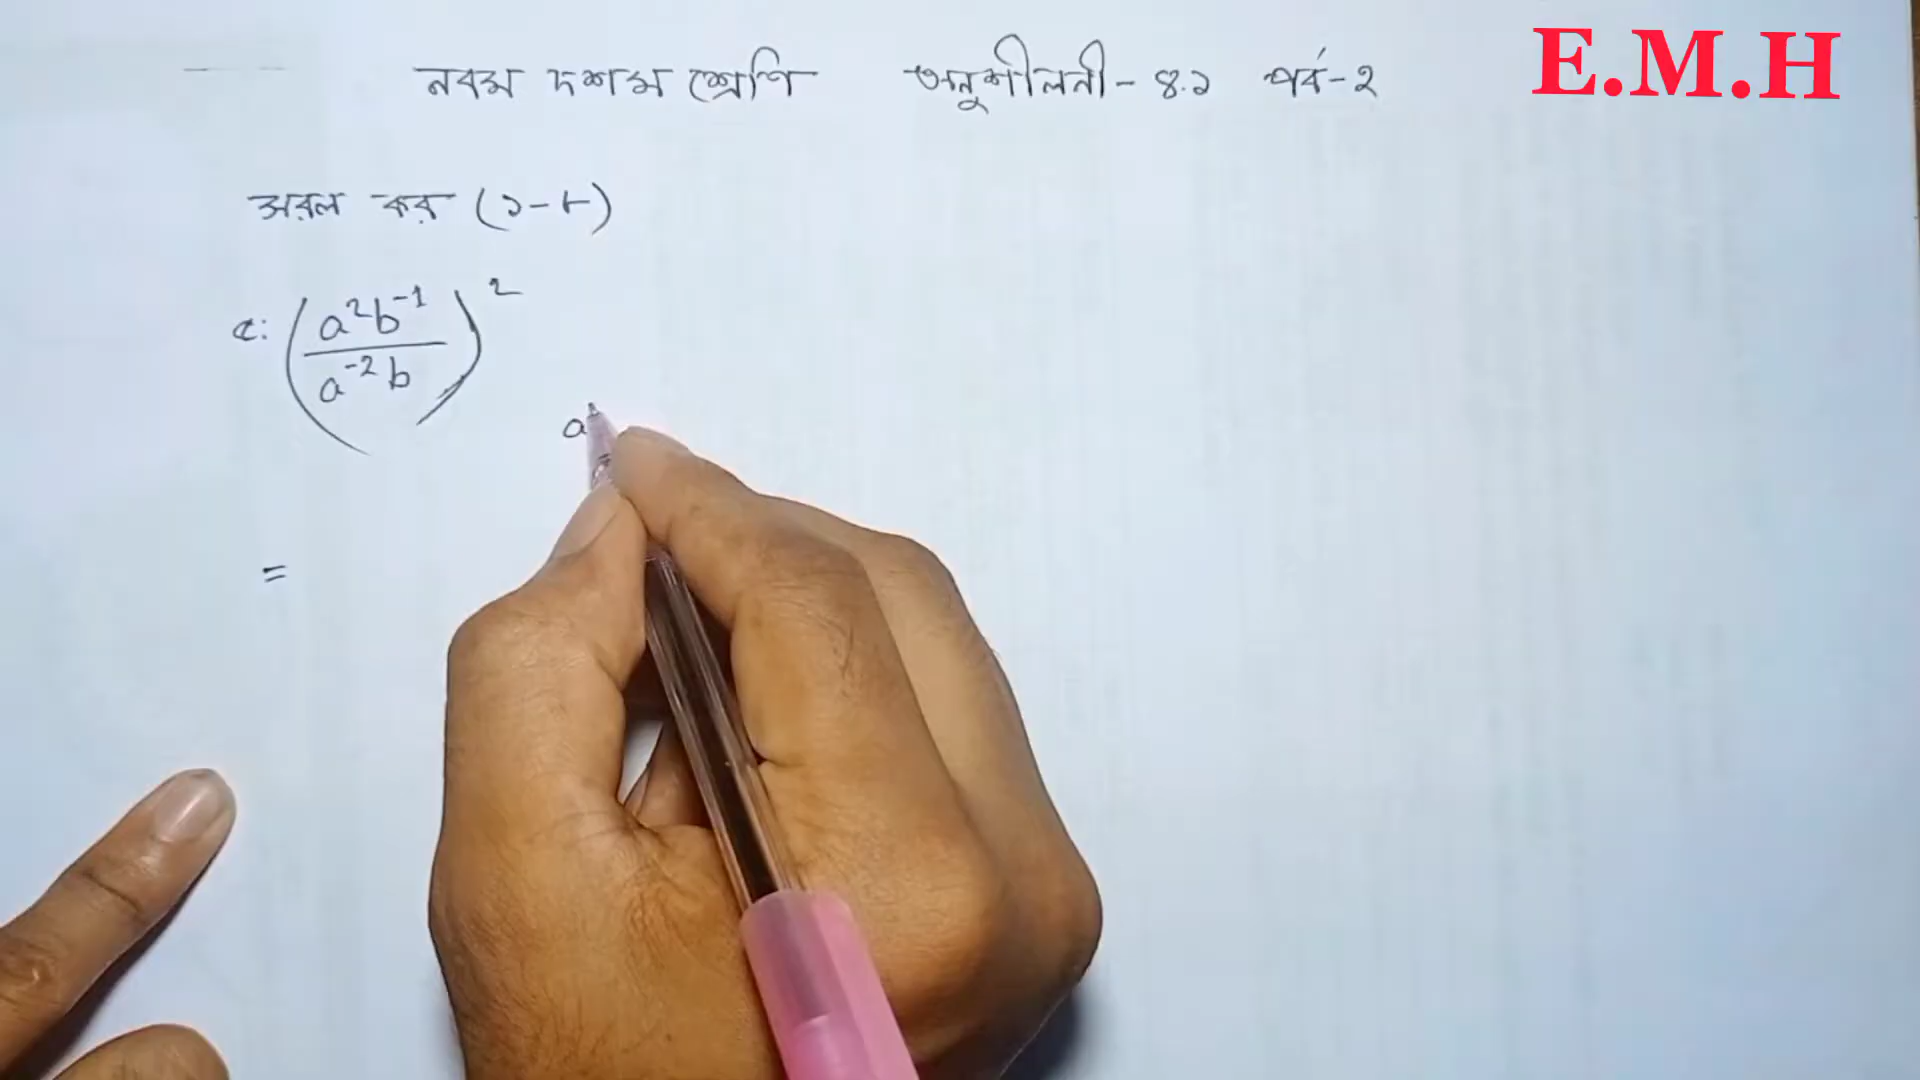 নবম দশম শ্রেণি অনুশীলনী - ৪.১ পর্ব - ২
E.M.H
সরল কর (১-৮)
৫: (a²b⁻¹ / a⁻²b)²
a
=